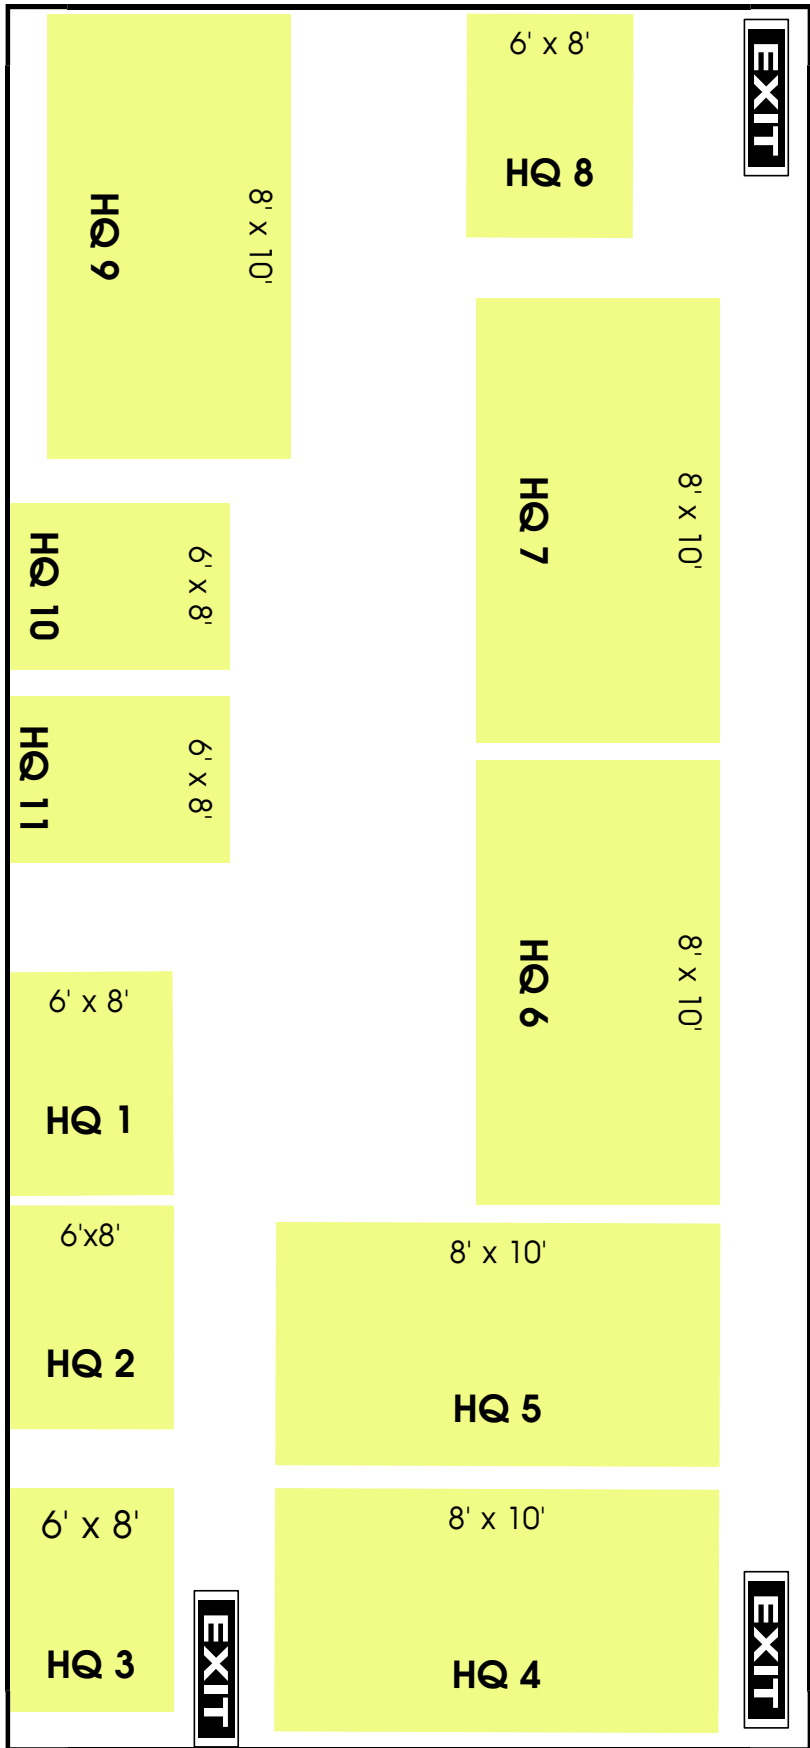 6' x 8'
HQ 8
EXIT
HQ 9
8' x 10'
HQ 7
8' x 10'
HQ 10
6' x 8'
HQ 11
6' x 8'
HQ 6
8' x 10'
6' x 8'
HQ 1
6'x8'
HQ 2
8' x 10'
HQ 5
6' x 8'
HQ 3
EXIT
8' x 10'
HQ 4
EXIT